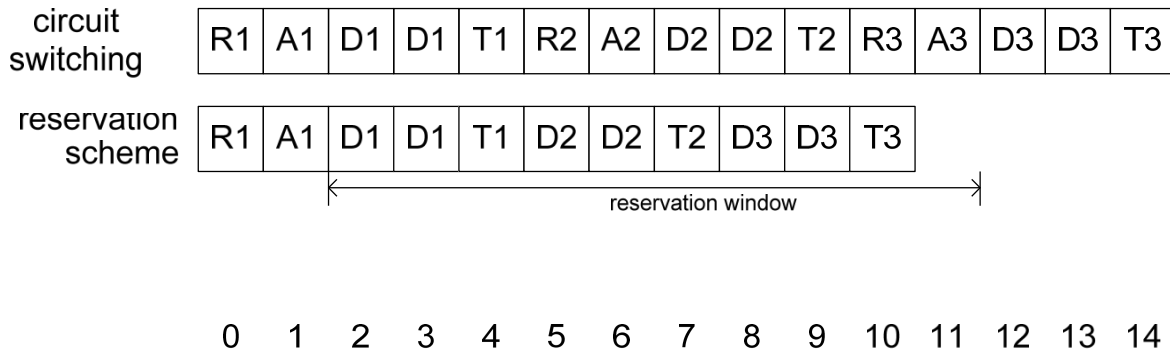 circuit
switching
R1 A1 D1 D1 T1 R2 A2 D2 D2 T2 R3 A3 D3 D3 T3
reservation
scheme
R1 A1 D1 D1 T1 D2 D2 T2 D3 D3 T3
reservation window
0 1 2 3 4 5 6 7 8 9 10 11 12 13 14